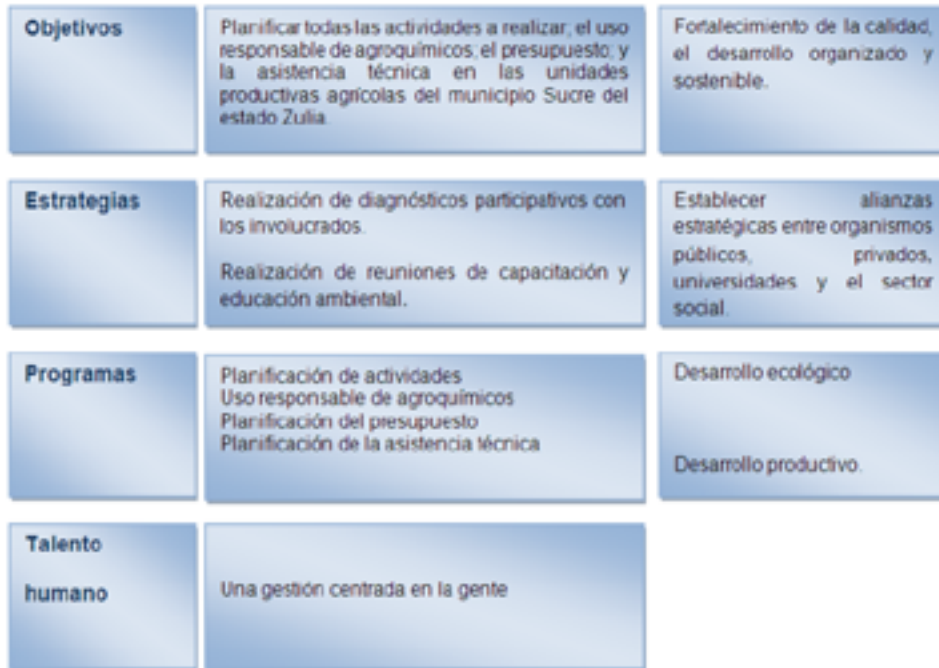 Objetivos
Planificar todas las actividades a realizar; el uso
responsable de agroquímicos; el presupuesto; y
la asistencia técnica en las unidades
productivas agrícolas del municipio Sucre del
estado Zulia.
Fortalecimiento de la calidad,
el desarrollo organizado y
sostenible.
Estrategias
Realización de diagnósticos participativos con
los involucrados.
Realización de reuniones de capacitación y
educación ambiental.
Establecer alianzas
estratégicas entre organismos
públicos, privados,
universidades y el sector
social.
Programas
Planificación de actividades
Uso responsable de agroquímicos
Planificación del presupuesto
Planificación de la asistencia técnica
Desarrollo ecológico
Desarrollo productivo.
Talento
humano
Una gestión centrada en la gente